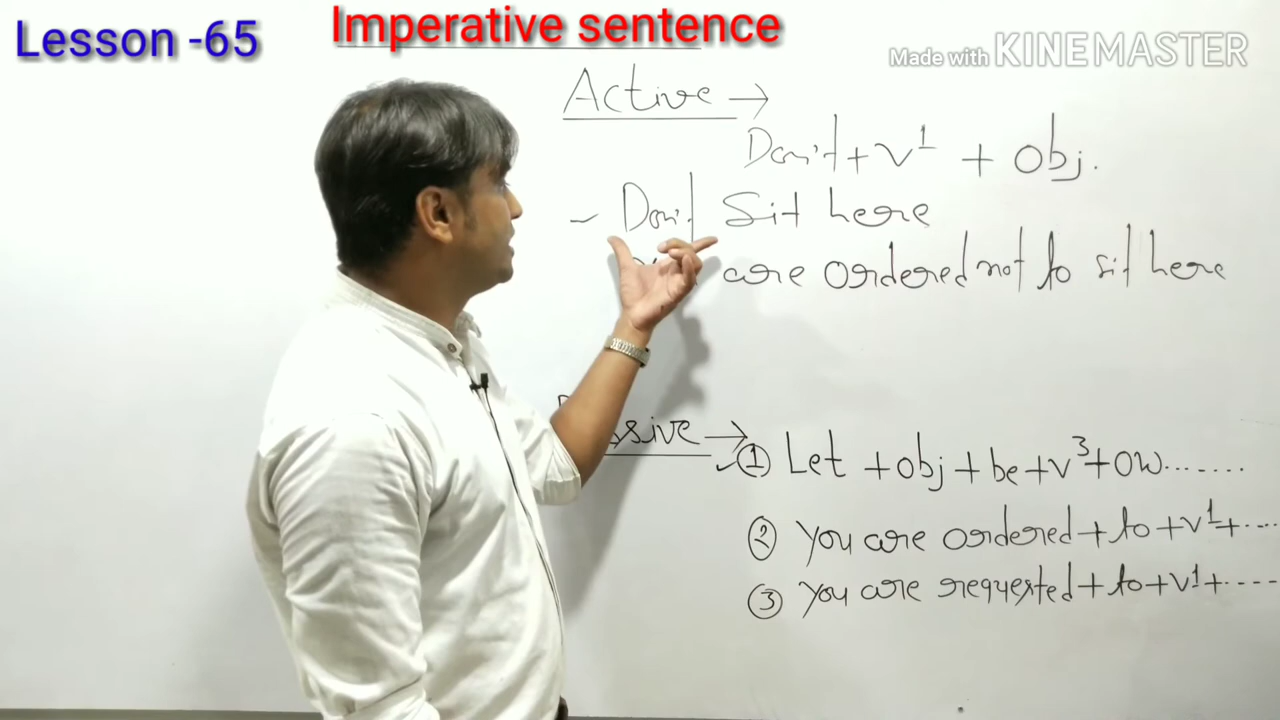 Lesson -65
Imperative sentence
Made with KINEMASTER
Active →
Don't + v¹ + obj.
- Don't Sit here
are ordered not to sit here
ssive →
① Let + obj + be + v³ + ow.......
② You are ordered + to + v¹ + ....
③ You are requested + to + v¹ + ----